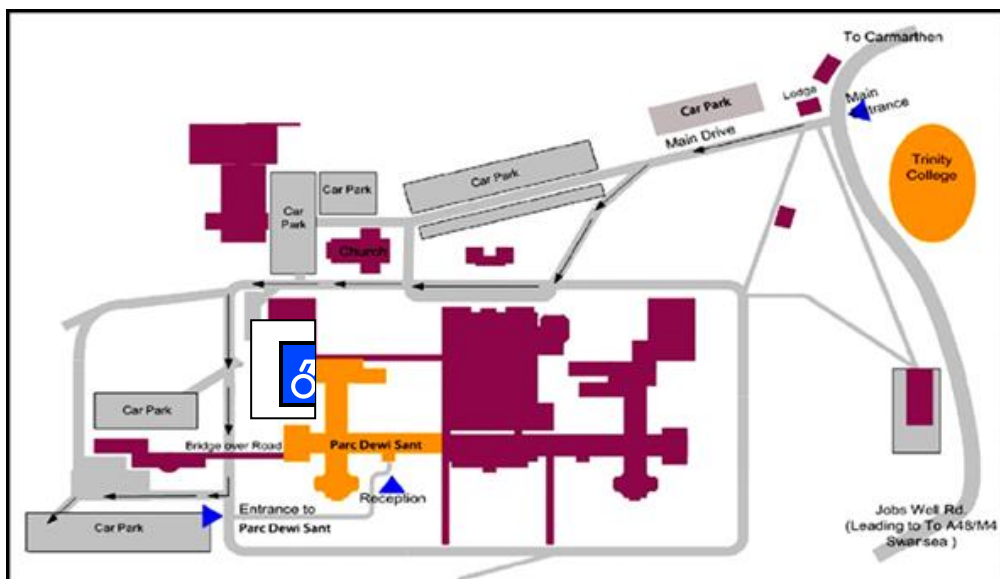 To Carmarthen
Lodge
Main
Entrance
Car Park
Main Drive
Trinity
College
Car Park
Car Park
Car
Park
Church
Car Park
Bridge over Road
Parc Dewi Sant
Reception
Entrance to
Parc Dewi Sant
Car Park
Jobs Well Rd.
(Leading to To A48/M4
Swansea )